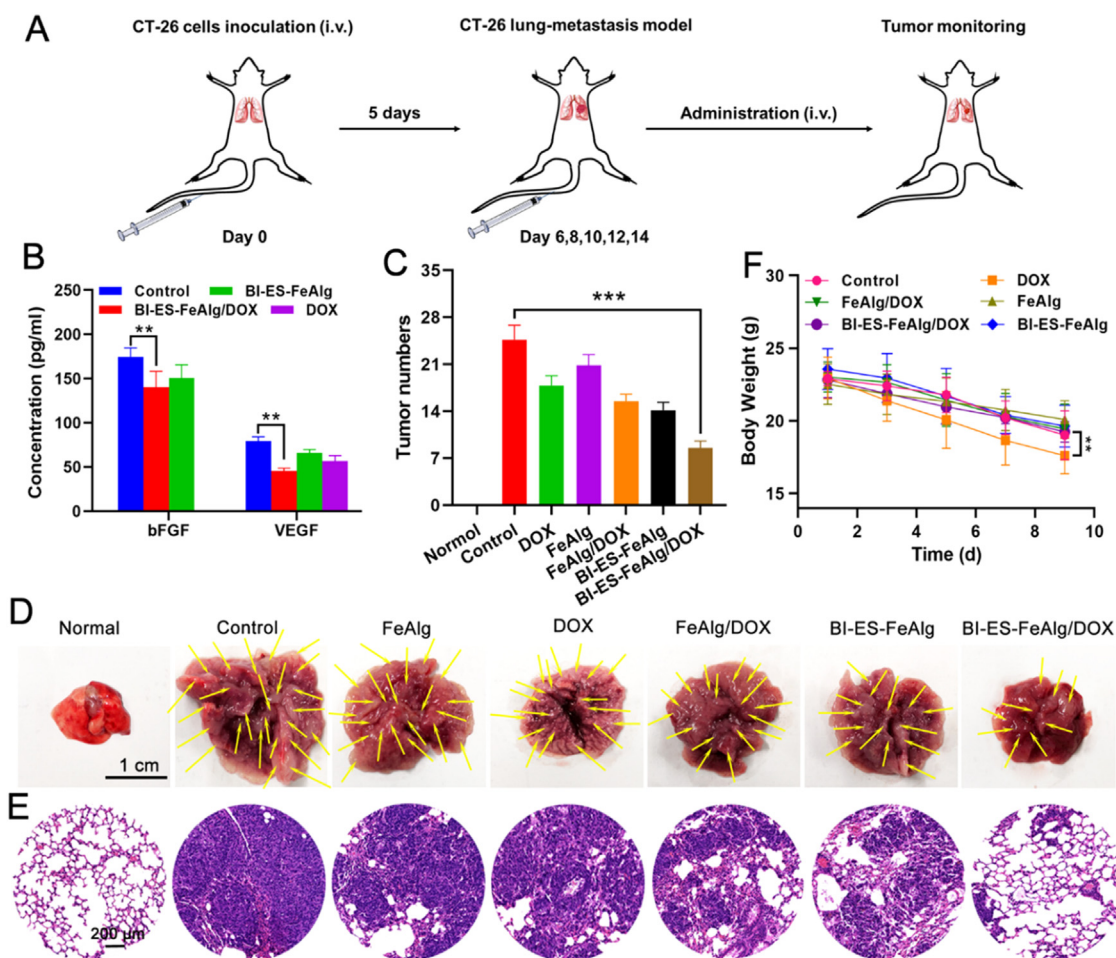 A
CT-26 cells inoculation (i.v.)
CT-26 lung-metastasis model
Tumor monitoring
5 days
Administration (i.v.)
Day 0
Day 6,8,10,12,14
B
Concentration (pg/ml)
250
200
150
100
50
0
Control
BI-ES-FeAlg
BI-ES-FeAlg/DOX
DOX
**
**
bFGF
VEGF
C
Tumor numbers
35
28
21
14
7
0
***
Normol
Control
DOX
FeAlg
FeAlg/DOX
BI-ES-FeAlg
BI-ES-FeAlg/DOX
F
Body Weight (g)
30
25
20
15
Control
DOX
FeAlg/DOX
FeAlg
BI-ES-FeAlg/DOX
BI-ES-FeAlg
**
0
2
4
6
8
10
Time (d)
D
Normal
Control
FeAlg
DOX
FeAlg/DOX
BI-ES-FeAlg
BI-ES-FeAlg/DOX
1 cm
E
200 μm